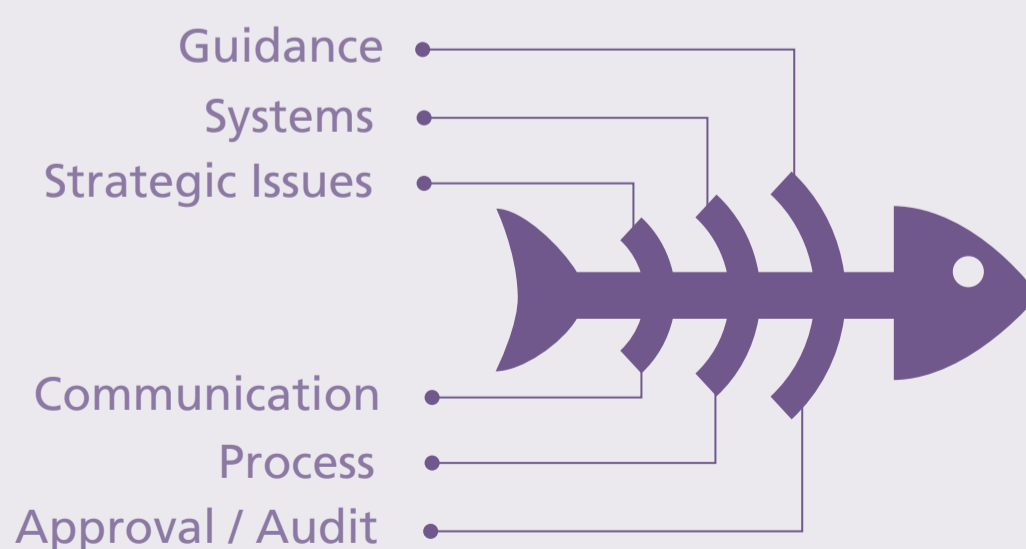 Guidance
Systems
Strategic Issues
Communication
Process
Approval / Audit